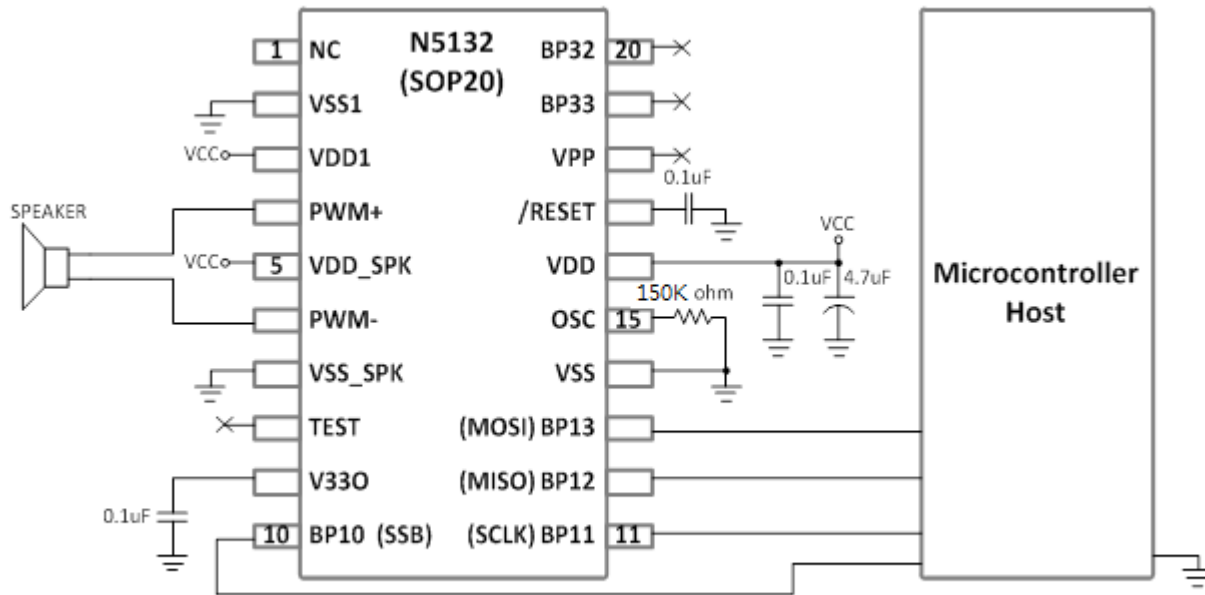 N5132
(SOP20)
1 NC
VSS1
VCC VDD1
SPEAKER
PWM+
VCC 5 VDD_SPK
PWM-
VSS_SPK
TEST
V33O
0.1uF
10 BP10 (SSB)
BP32 20
BP33
VPP
0.1uF
/RESET
VCC
VDD
0.1uF 4.7uF
150K ohm
OSC 15
VSS
(MOSI) BP13
(MISO) BP12
(SCLK) BP11 11
Microcontroller
Host